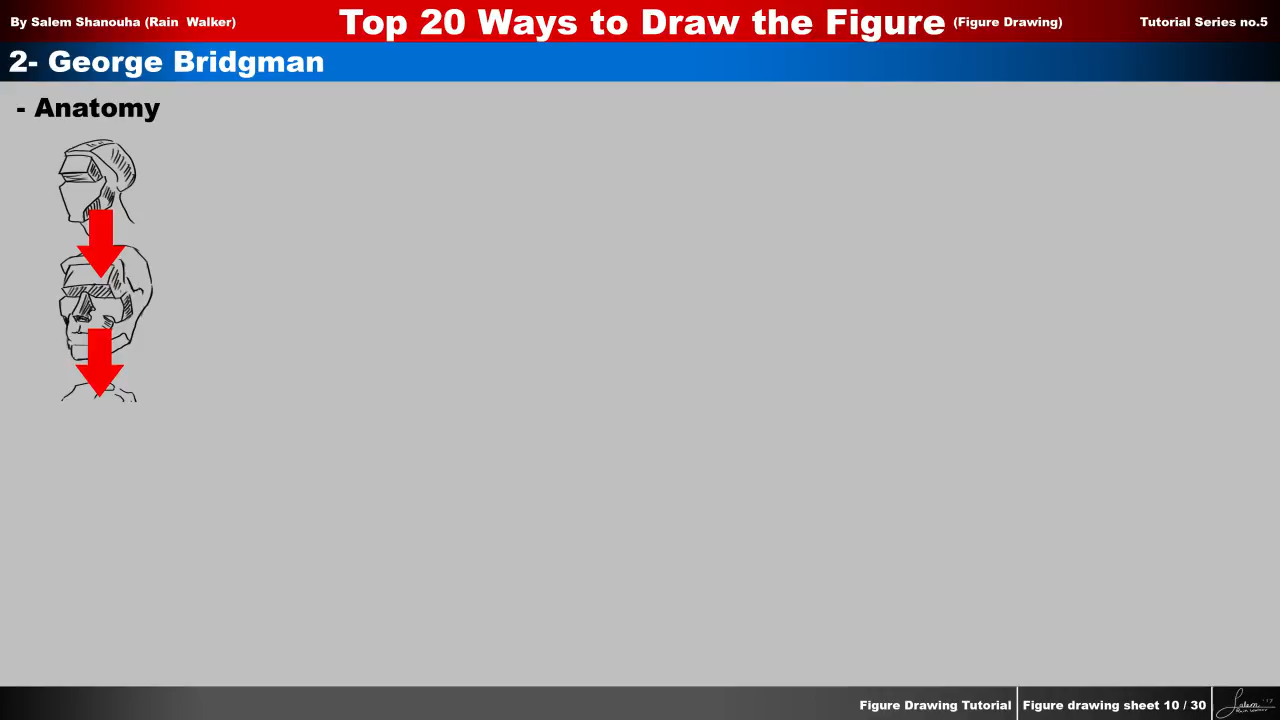 By Salem Shanouha (Rain Walker)
Top 20 Ways to Draw the Figure (Figure Drawing)
Tutorial Series no.5
2- George Bridgman
- Anatomy
Figure Drawing Tutorial
Figure drawing sheet 10 / 30
Salem